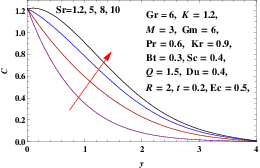 Sr=1.2, 5, 8, 10
Gr = 6, K = 1.2,
M = 3, Gm = 6,
Pr = 0.6, Kr = 0.9,
Bt = 0.3, Sc = 0.4,
Q = 1.5, Du = 0.4,
R = 2, t = 0.2, Ec = 0.5,
1.2
1.0
0.8
0.6
0.4
0.2
0.0
C
0 1 2 3 4
y